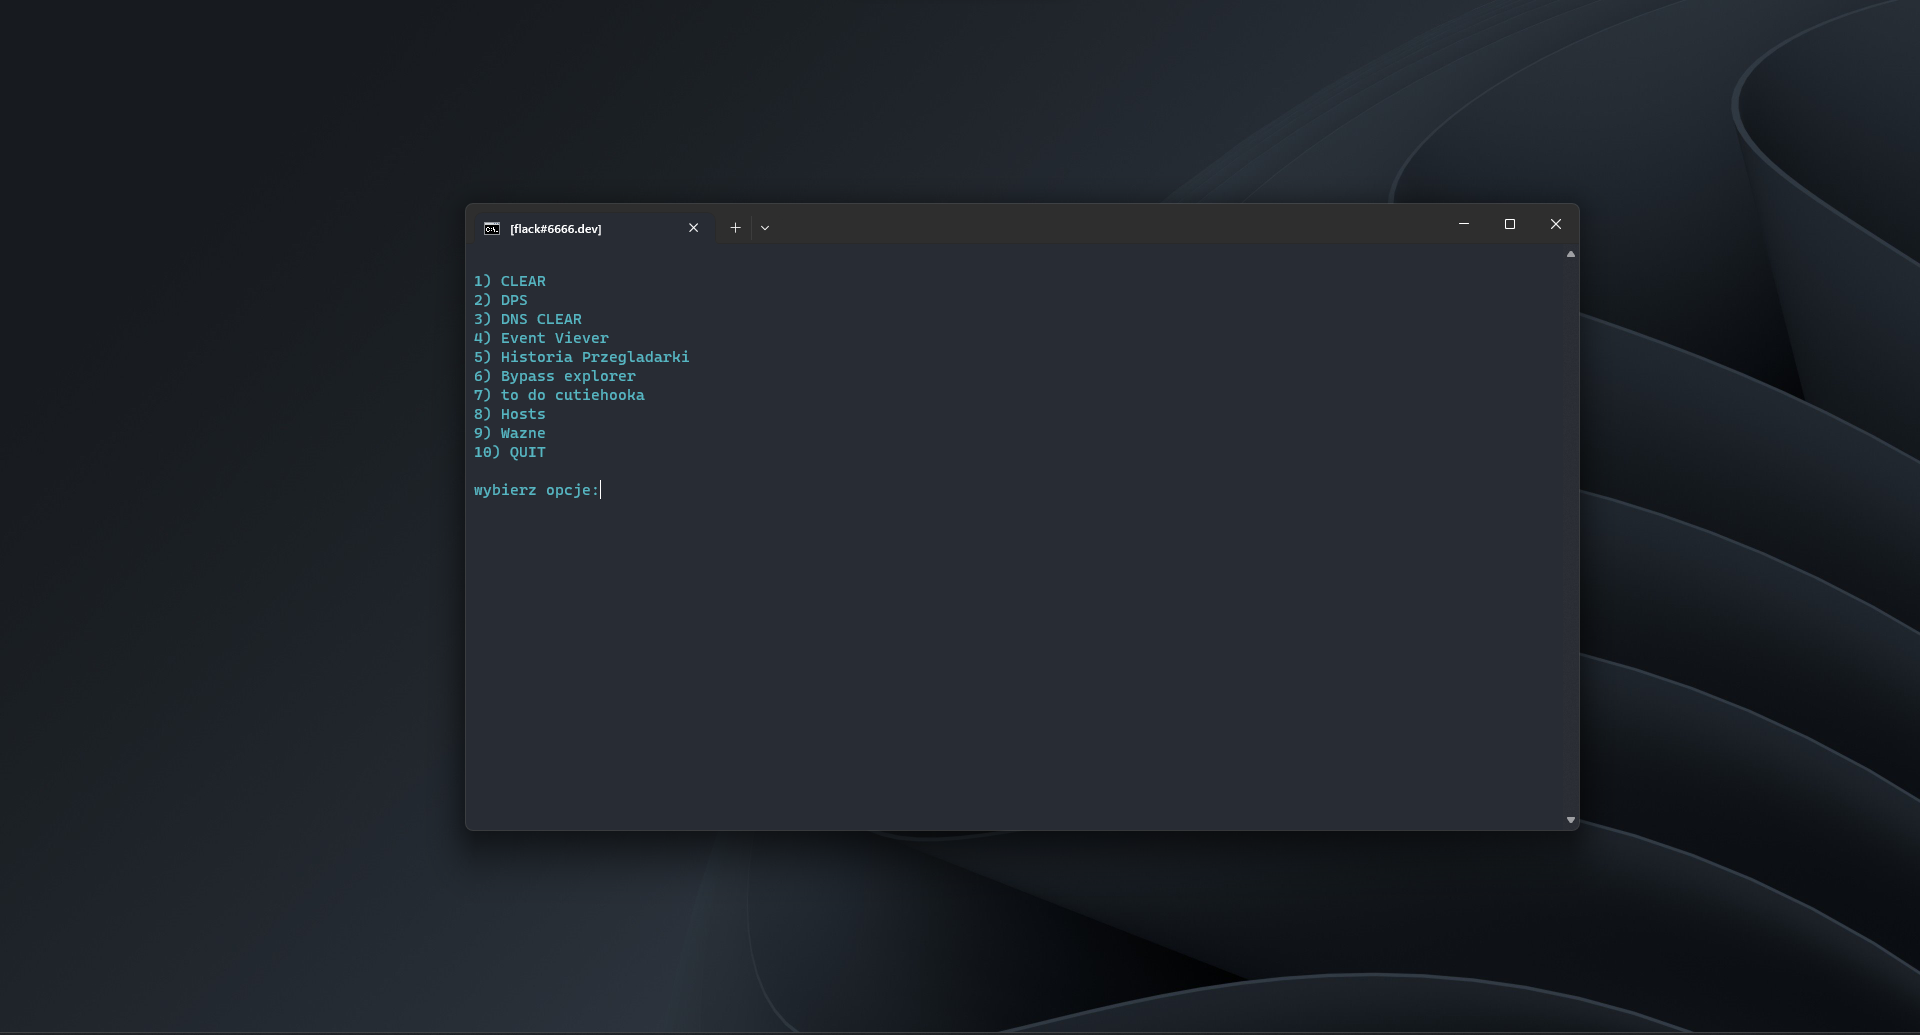 [flack#6666.dev]
1) CLEAR
2) DPS
3) DNS CLEAR
4) Event Viever
5) Historia Przegladarki
6) Bypass explorer
7) to do cutiehooka
8) Hosts
9) Wazne
10) QUIT
wybierz opcje: